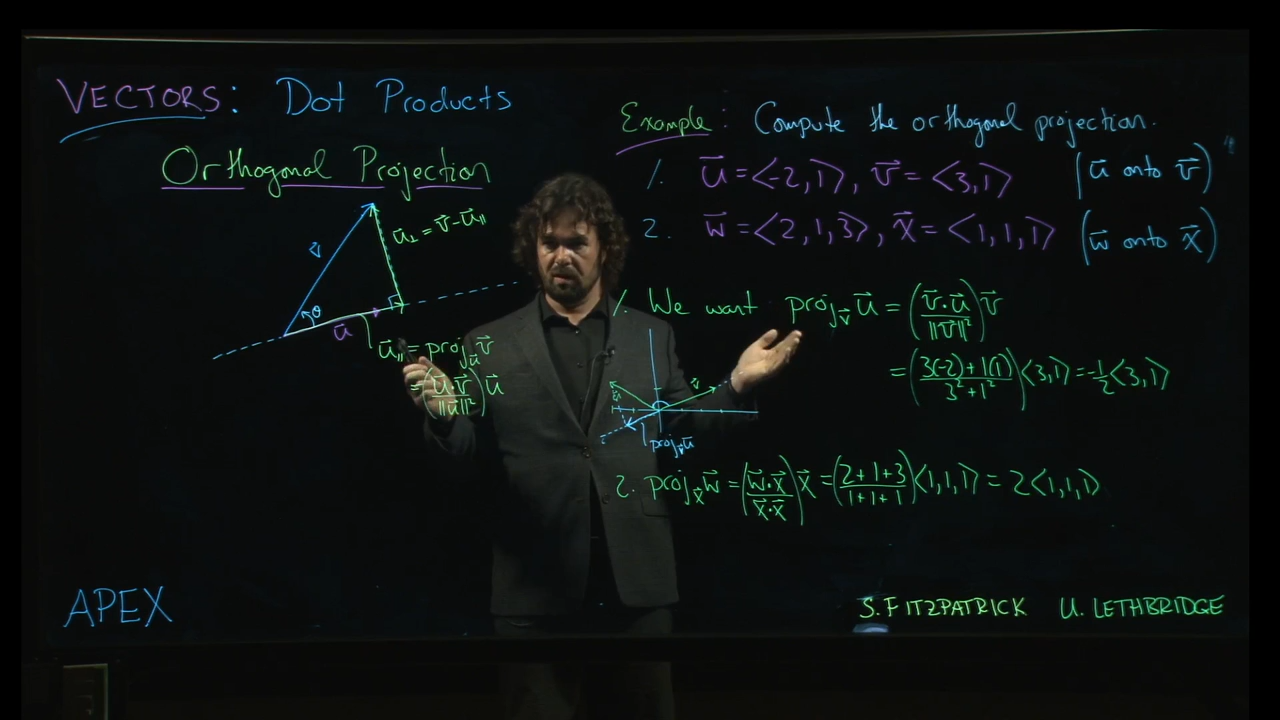 VECTORS: Dot Products
Orthogonal Projection
v⃗
u⃗⊥ = v⃗ - u⃗∥
θ
u⃗
u⃗∥ = proj_u⃗ v⃗
= (u⃗·v⃗ / ||u⃗||²) u⃗
APEX
Example: Compute the orthogonal projection.
1. u⃗ = <-2,1>, v⃗ = <3,1> (u⃗ onto v⃗)
2. w⃗ = <2,1,3>, x⃗ = <1,1,1> (w⃗ onto x⃗)
1. We want proj_v⃗ u⃗ = (v⃗·u⃗ / ||v⃗||²) v⃗
= (3(-2)+1(1) / 3²+1²) <3,1> = -1/2 <3,1>
v⃗
proj_v⃗ u⃗
2. proj_x⃗ w⃗ = (w⃗·x⃗ / x⃗·x⃗) x⃗ = (2+1+3 / 1+1+1) <1,1,1> = 2<1,1,1>
S. FITZPATRICK U. LETHBRIDGE